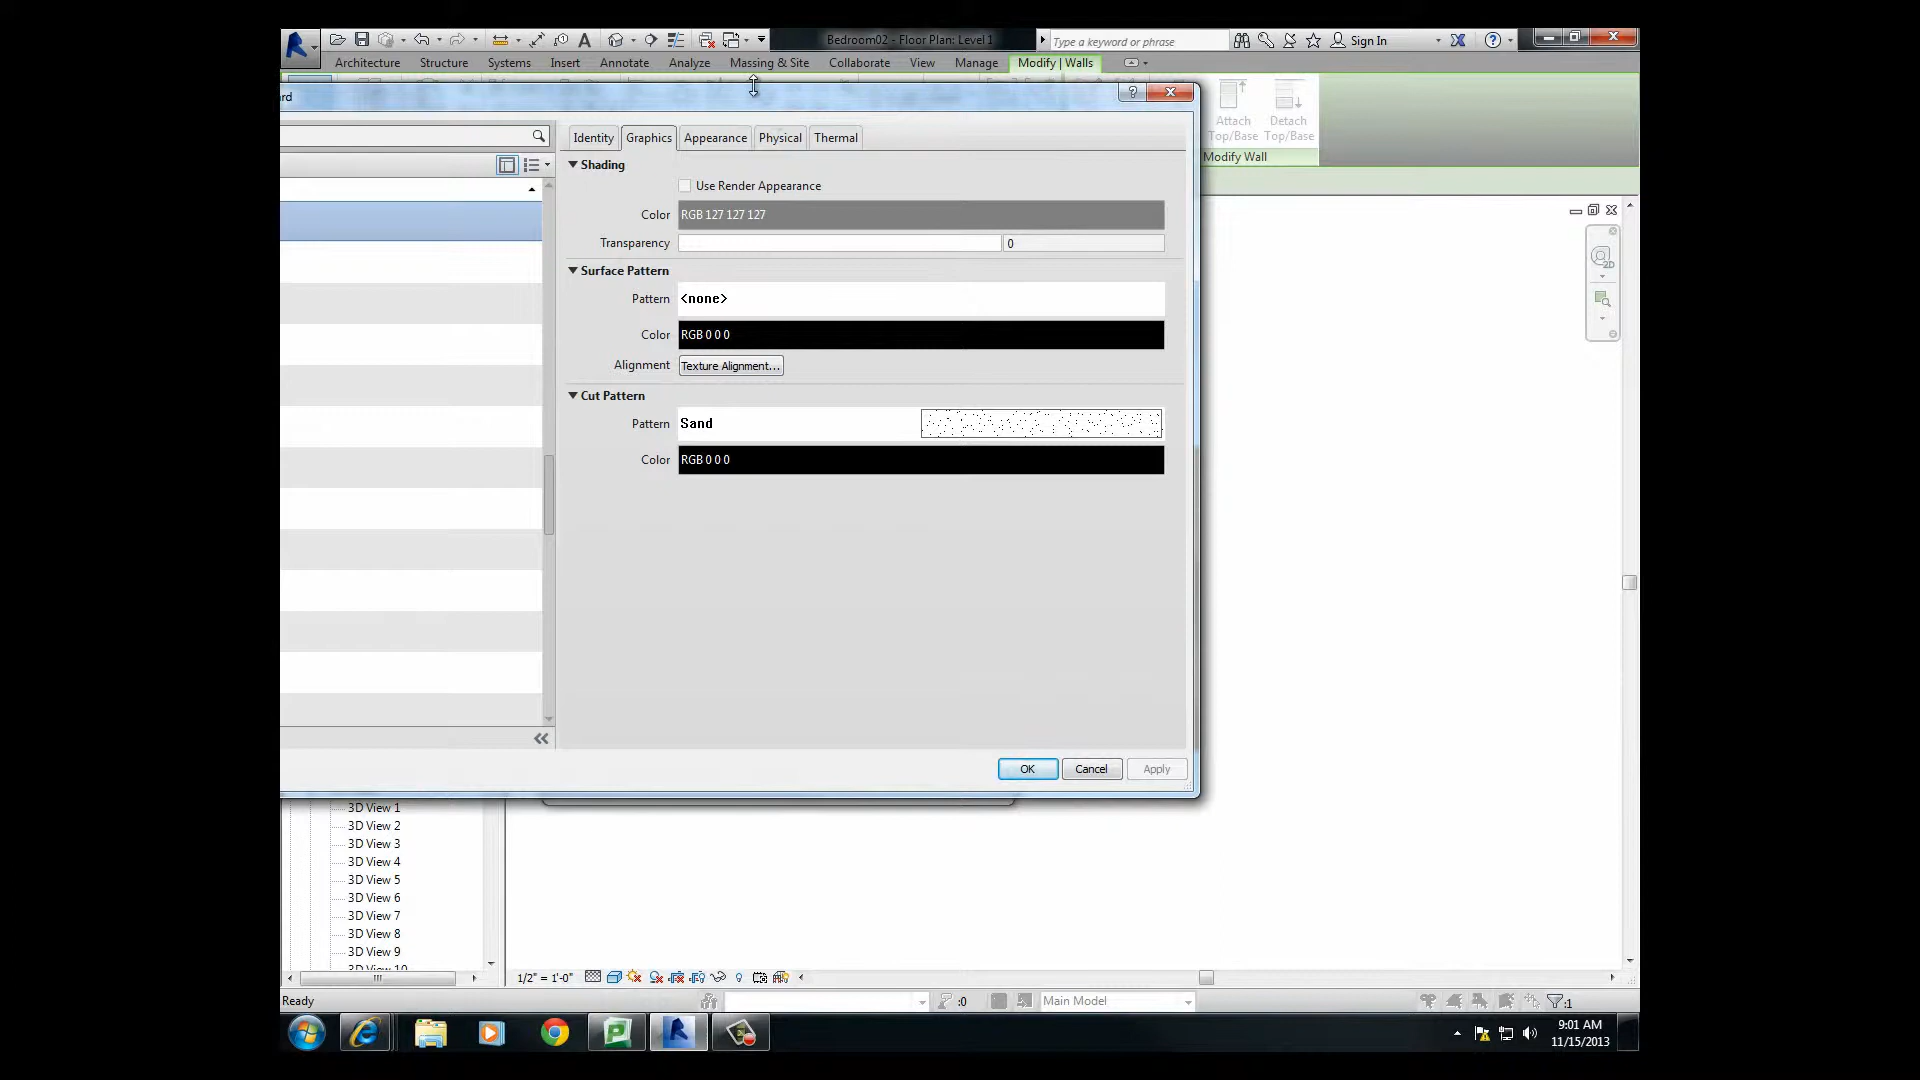 Bedroom02 - Floor Plan: Level 1
Type a keyword or phrase
Sign In
Architecture
Structure
Systems
Insert
Annotate
Analyze
Massing & Site
Collaborate
View
Manage
Modify | Walls
rd
Attach
Top/Base
Detach
Top/Base
Modify Wall
Identity
Graphics
Appearance
Physical
Thermal
Shading
Use Render Appearance
Color
RGB 127 127 127
Transparency
0
Surface Pattern
Pattern
<none>
Color
RGB 0 0 0
Alignment
Texture Alignment...
Cut Pattern
Pattern
Sand
Color
RGB 0 0 0
2D
OK
Cancel
Apply
3D View 1
3D View 2
3D View 3
3D View 4
3D View 5
3D View 6
3D View 7
3D View 8
3D View 9
3D View 10
1/2" = 1'-0"
Ready
:0
Main Model
:1
9:01 AM
11/15/2013